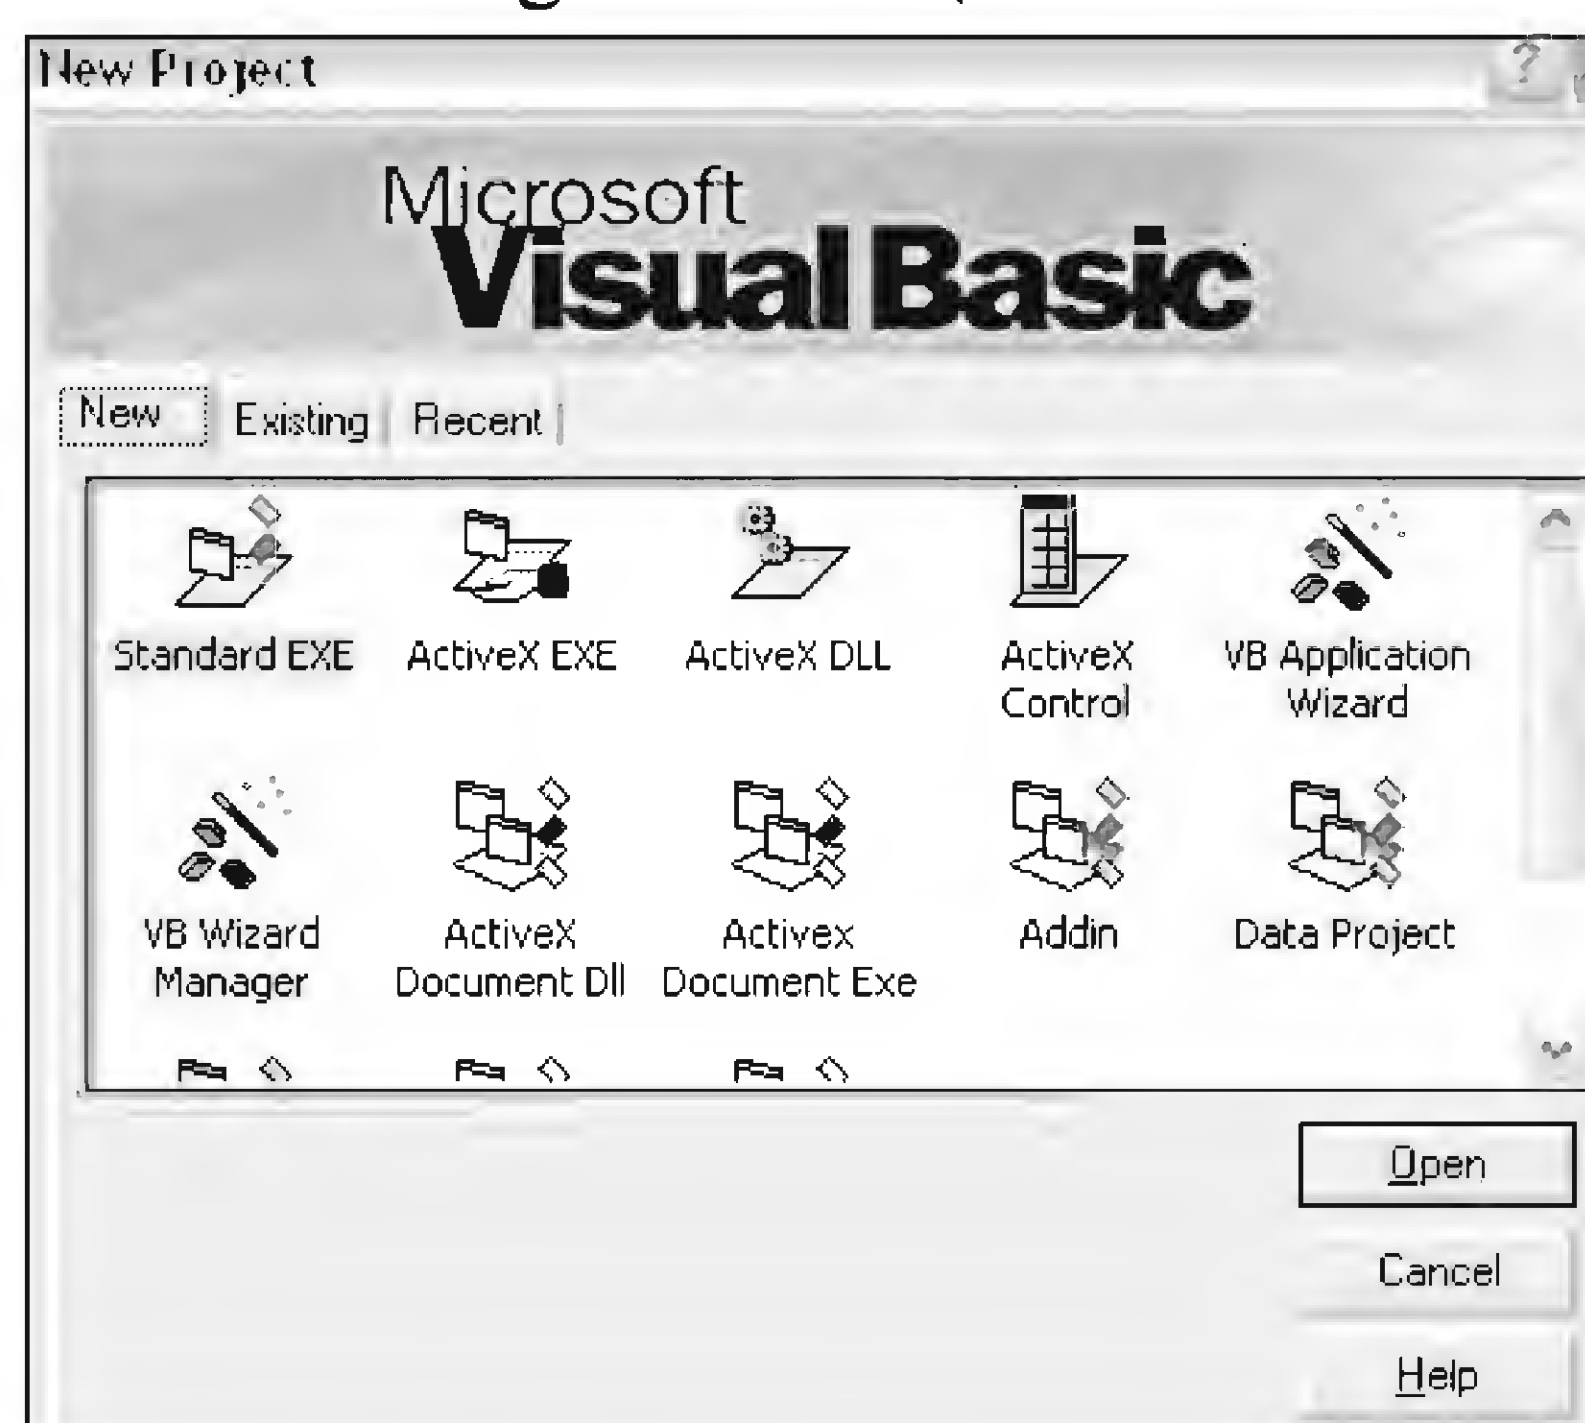 New Project
Microsoft
Visual Basic
New Existing Recent
Standard EXE ActiveX EXE ActiveX DLL ActiveX Control VB Application Wizard
VB Wizard Manager ActiveX Document Dll Activex Document Exe Addin Data Project
Open
Cancel
Help